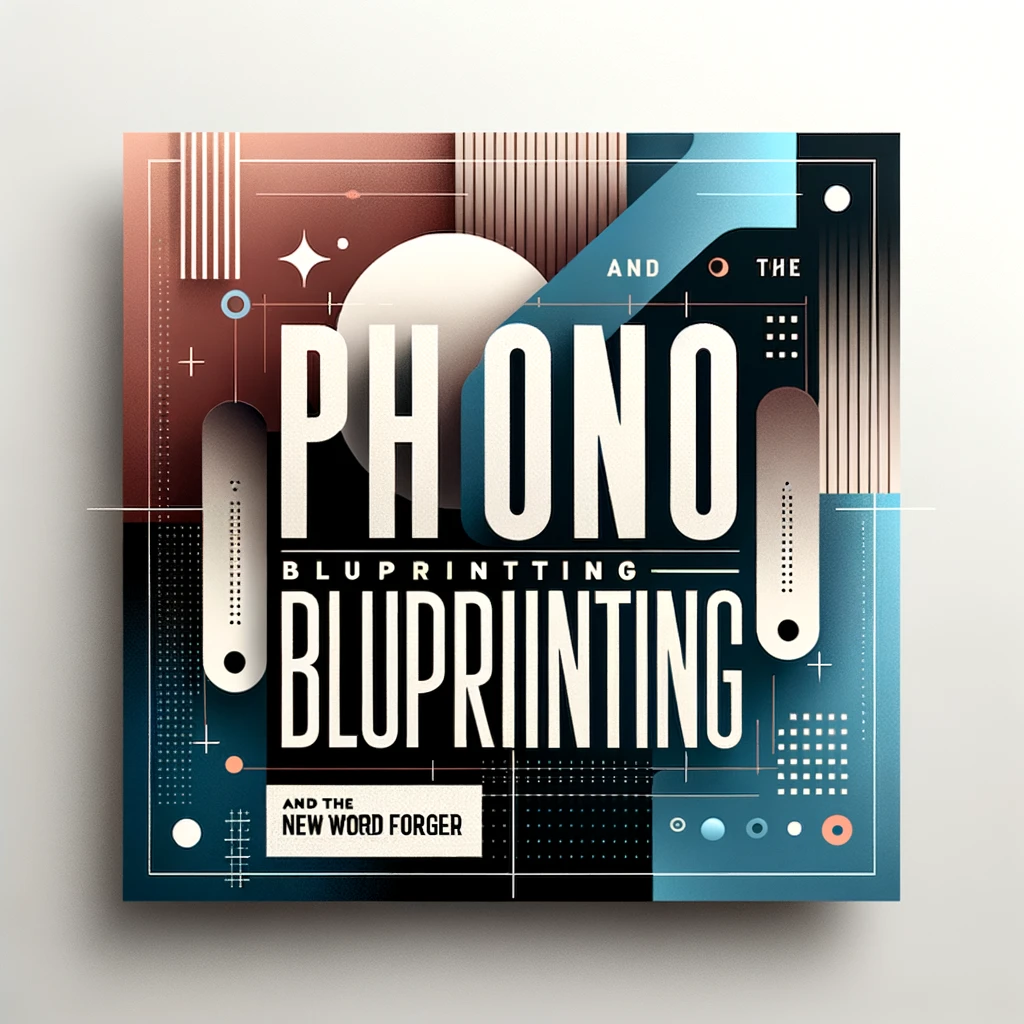 AND THE
PHONO
BLUPRINTTING
BLUPRIINTING
AND THE
NEW WORD FORGER